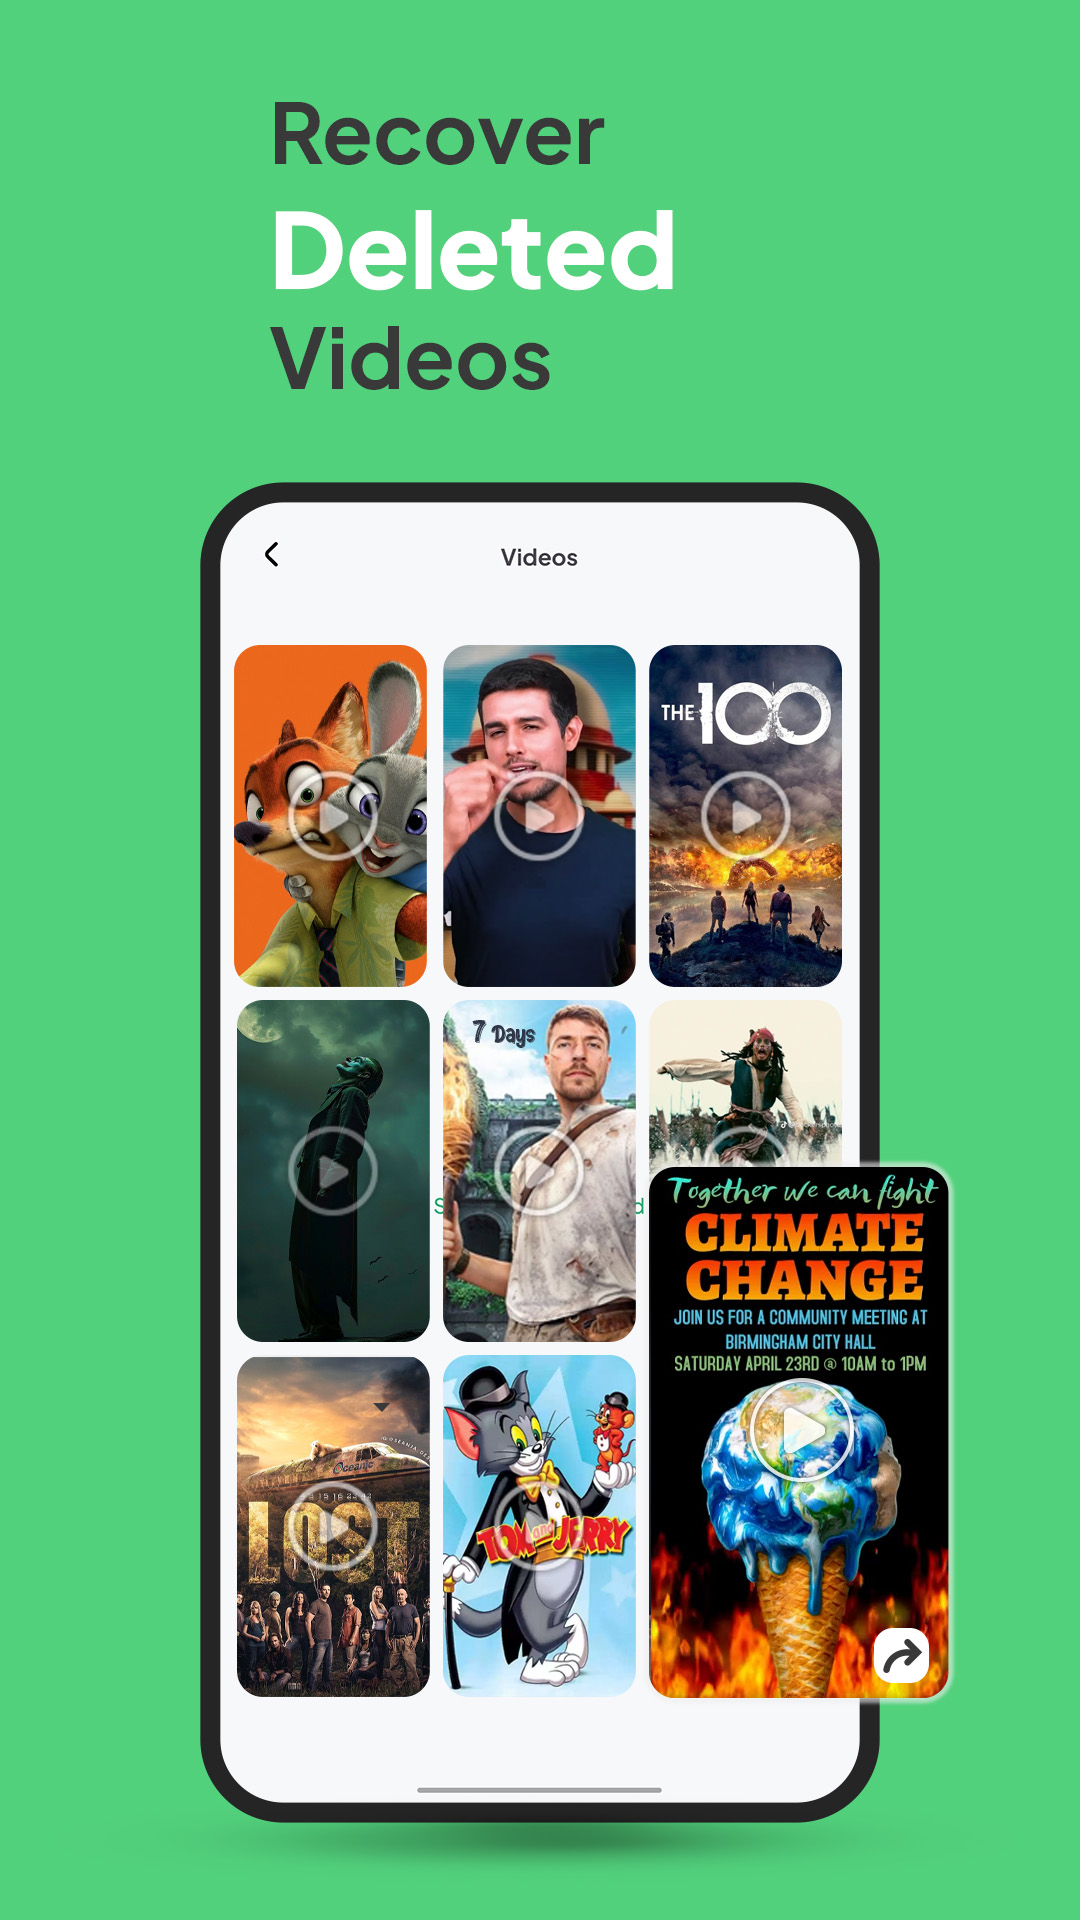 Recover
Deleted
Videos
Videos
THE 100
7 Days
Together we can fight
CLIMATE
CHANGE
JOIN US FOR A COMMUNITY MEETING AT
BIRMINGHAM CITY HALL
SATURDAY APRIL 23RD @ 10AM to 1PM
Oceanic
LOST
TOM and JERRY